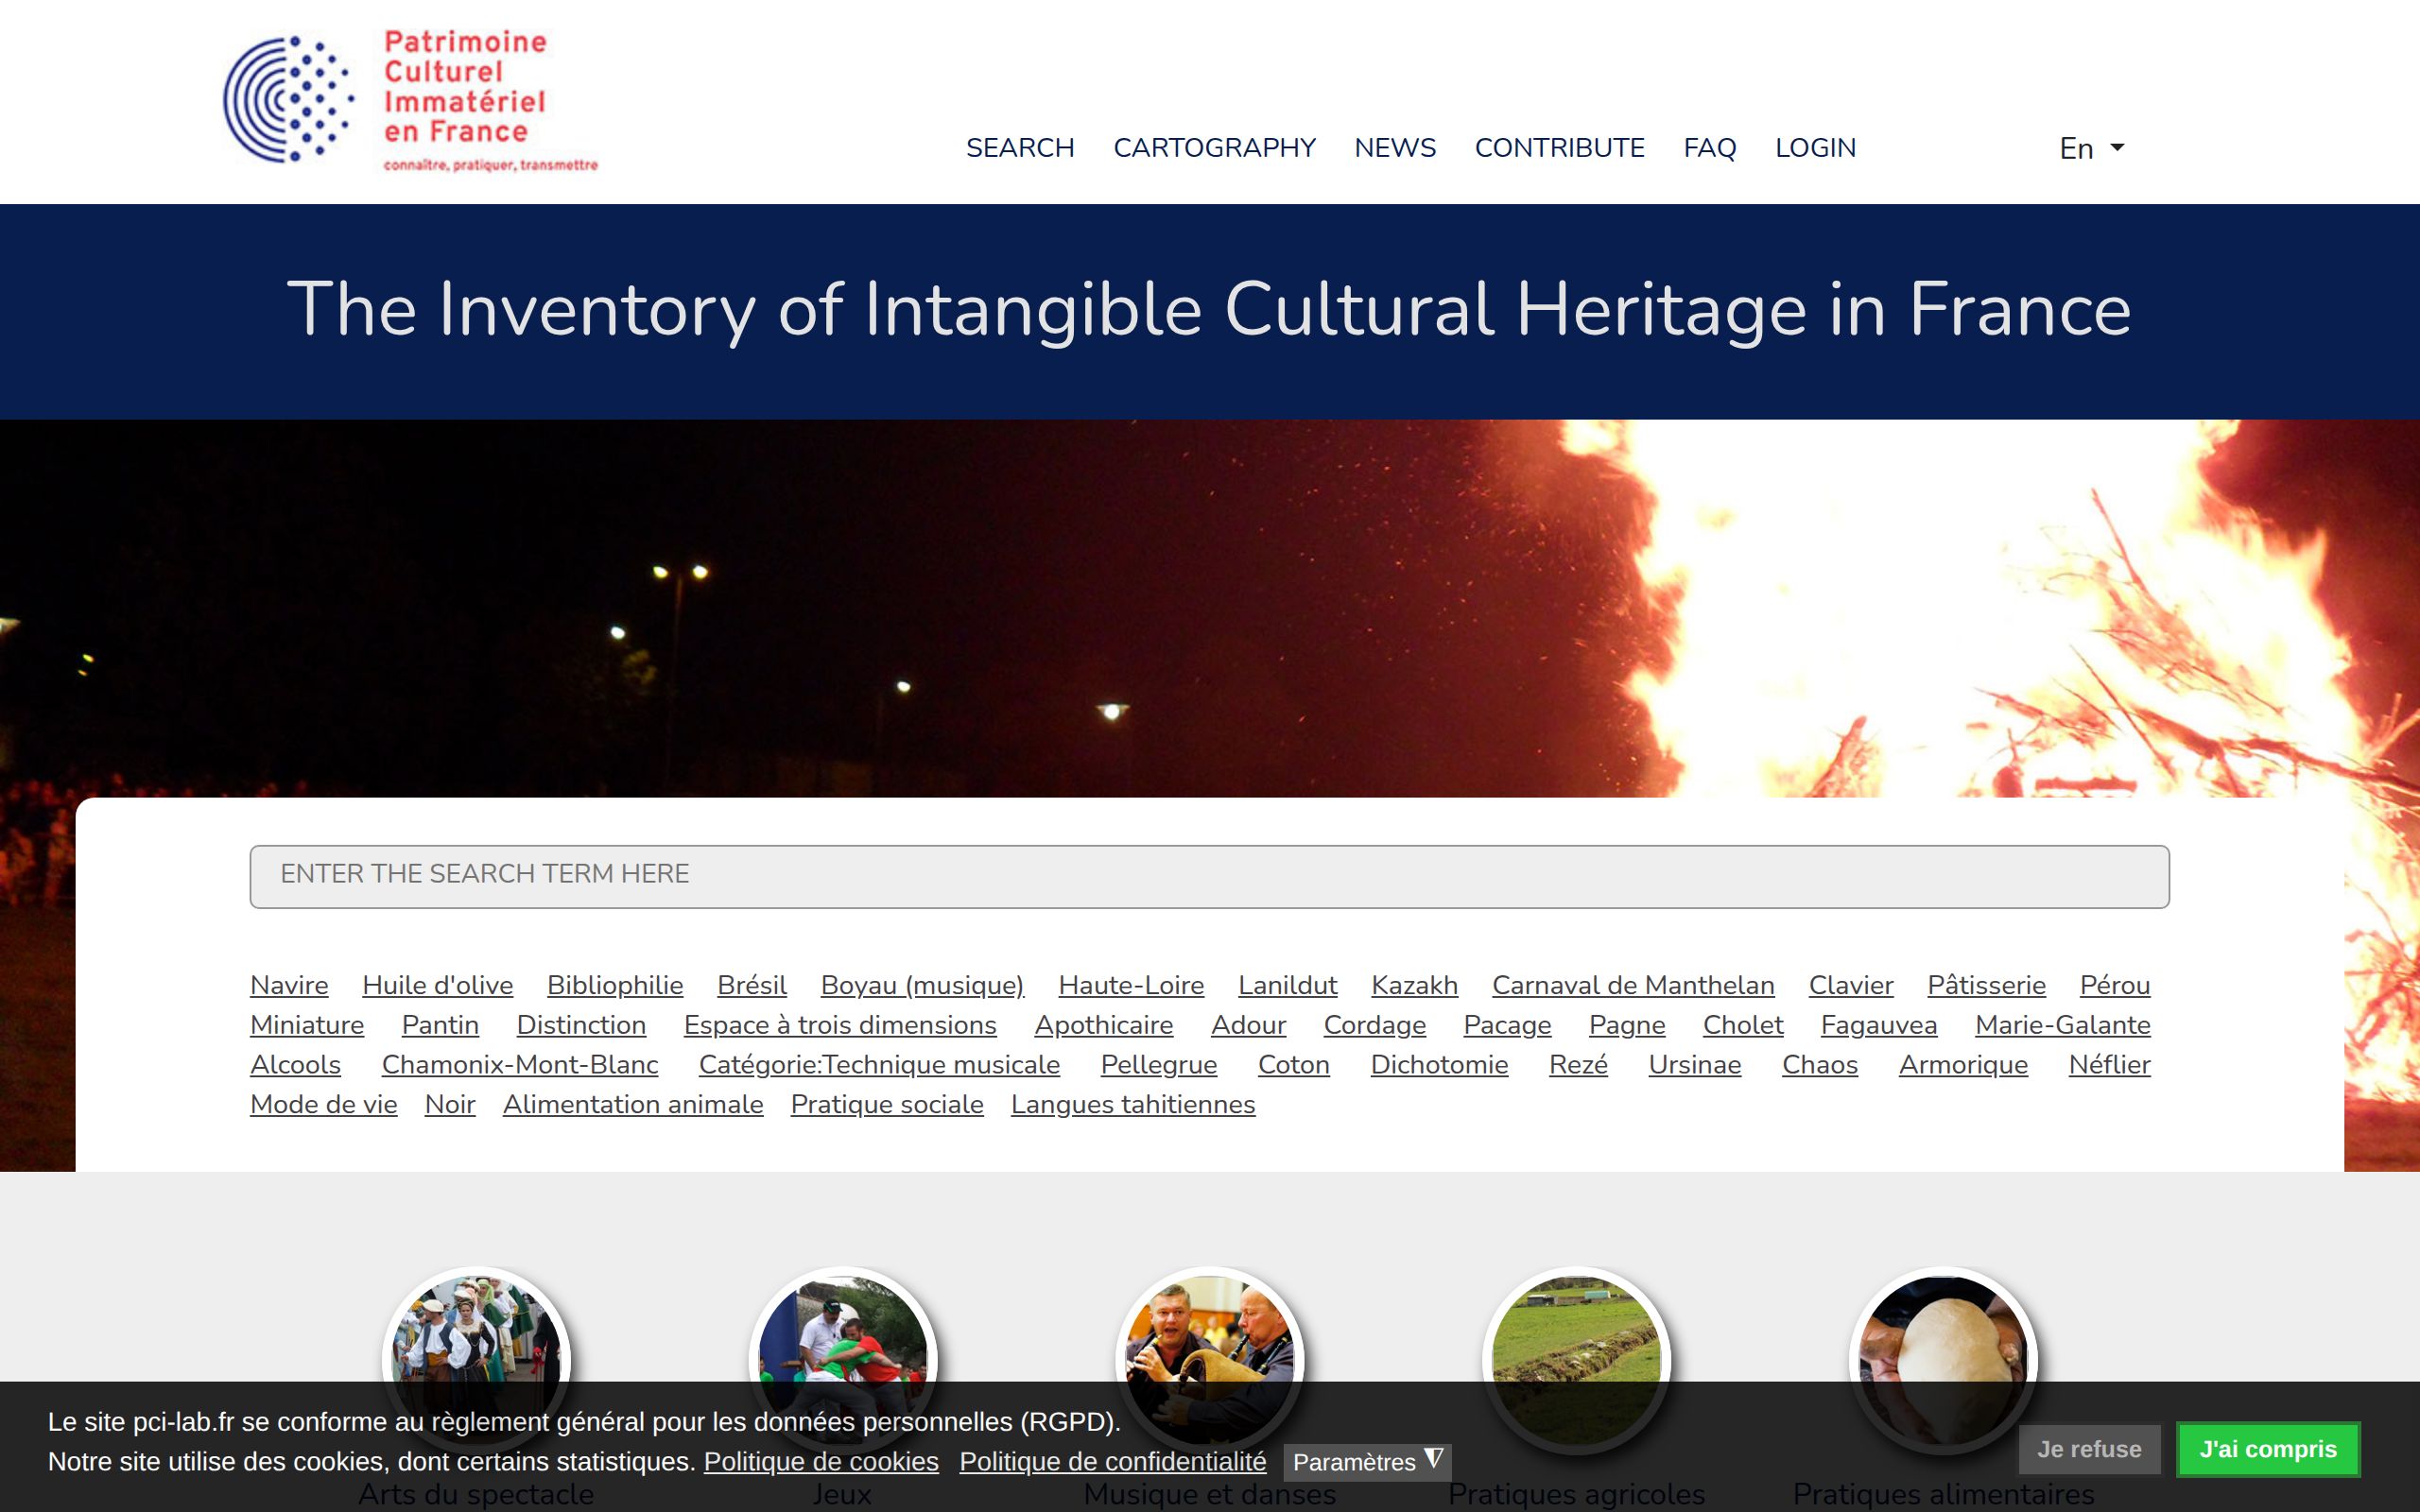 Patrimoine
Culturel
Immatériel
en France
connaître, pratiquer, transmettre
SEARCH CARTOGRAPHY NEWS CONTRIBUTE FAQ LOGIN En
The Inventory of Intangible Cultural Heritage in France
ENTER THE SEARCH TERM HERE
Navire Huile d'olive Bibliophilie Brésil Boyau (musique) Haute-Loire Lanildut Kazakh Carnaval de Manthelan Clavier Pâtisserie Pérou
Miniature Pantin Distinction Espace à trois dimensions Apothicaire Adour Cordage Pacage Pagne Cholet Fagauvea Marie-Galante
Alcools Chamonix-Mont-Blanc Catégorie:Technique musicale Pellegrue Coton Dichotomie Rezé Ursinae Chaos Armorique Néflier
Mode de vie Noir Alimentation animale Pratique sociale Langues tahitiennes
Le site pci-lab.fr se conforme au règlement général pour les données personnelles (RGPD).
Notre site utilise des cookies, dont certains statistiques. Politique de cookies Politique de confidentialité Paramètres
Je refuse J'ai compris
Arts du spectacle Jeux Musique et danses Pratiques agricoles Pratiques alimentaires